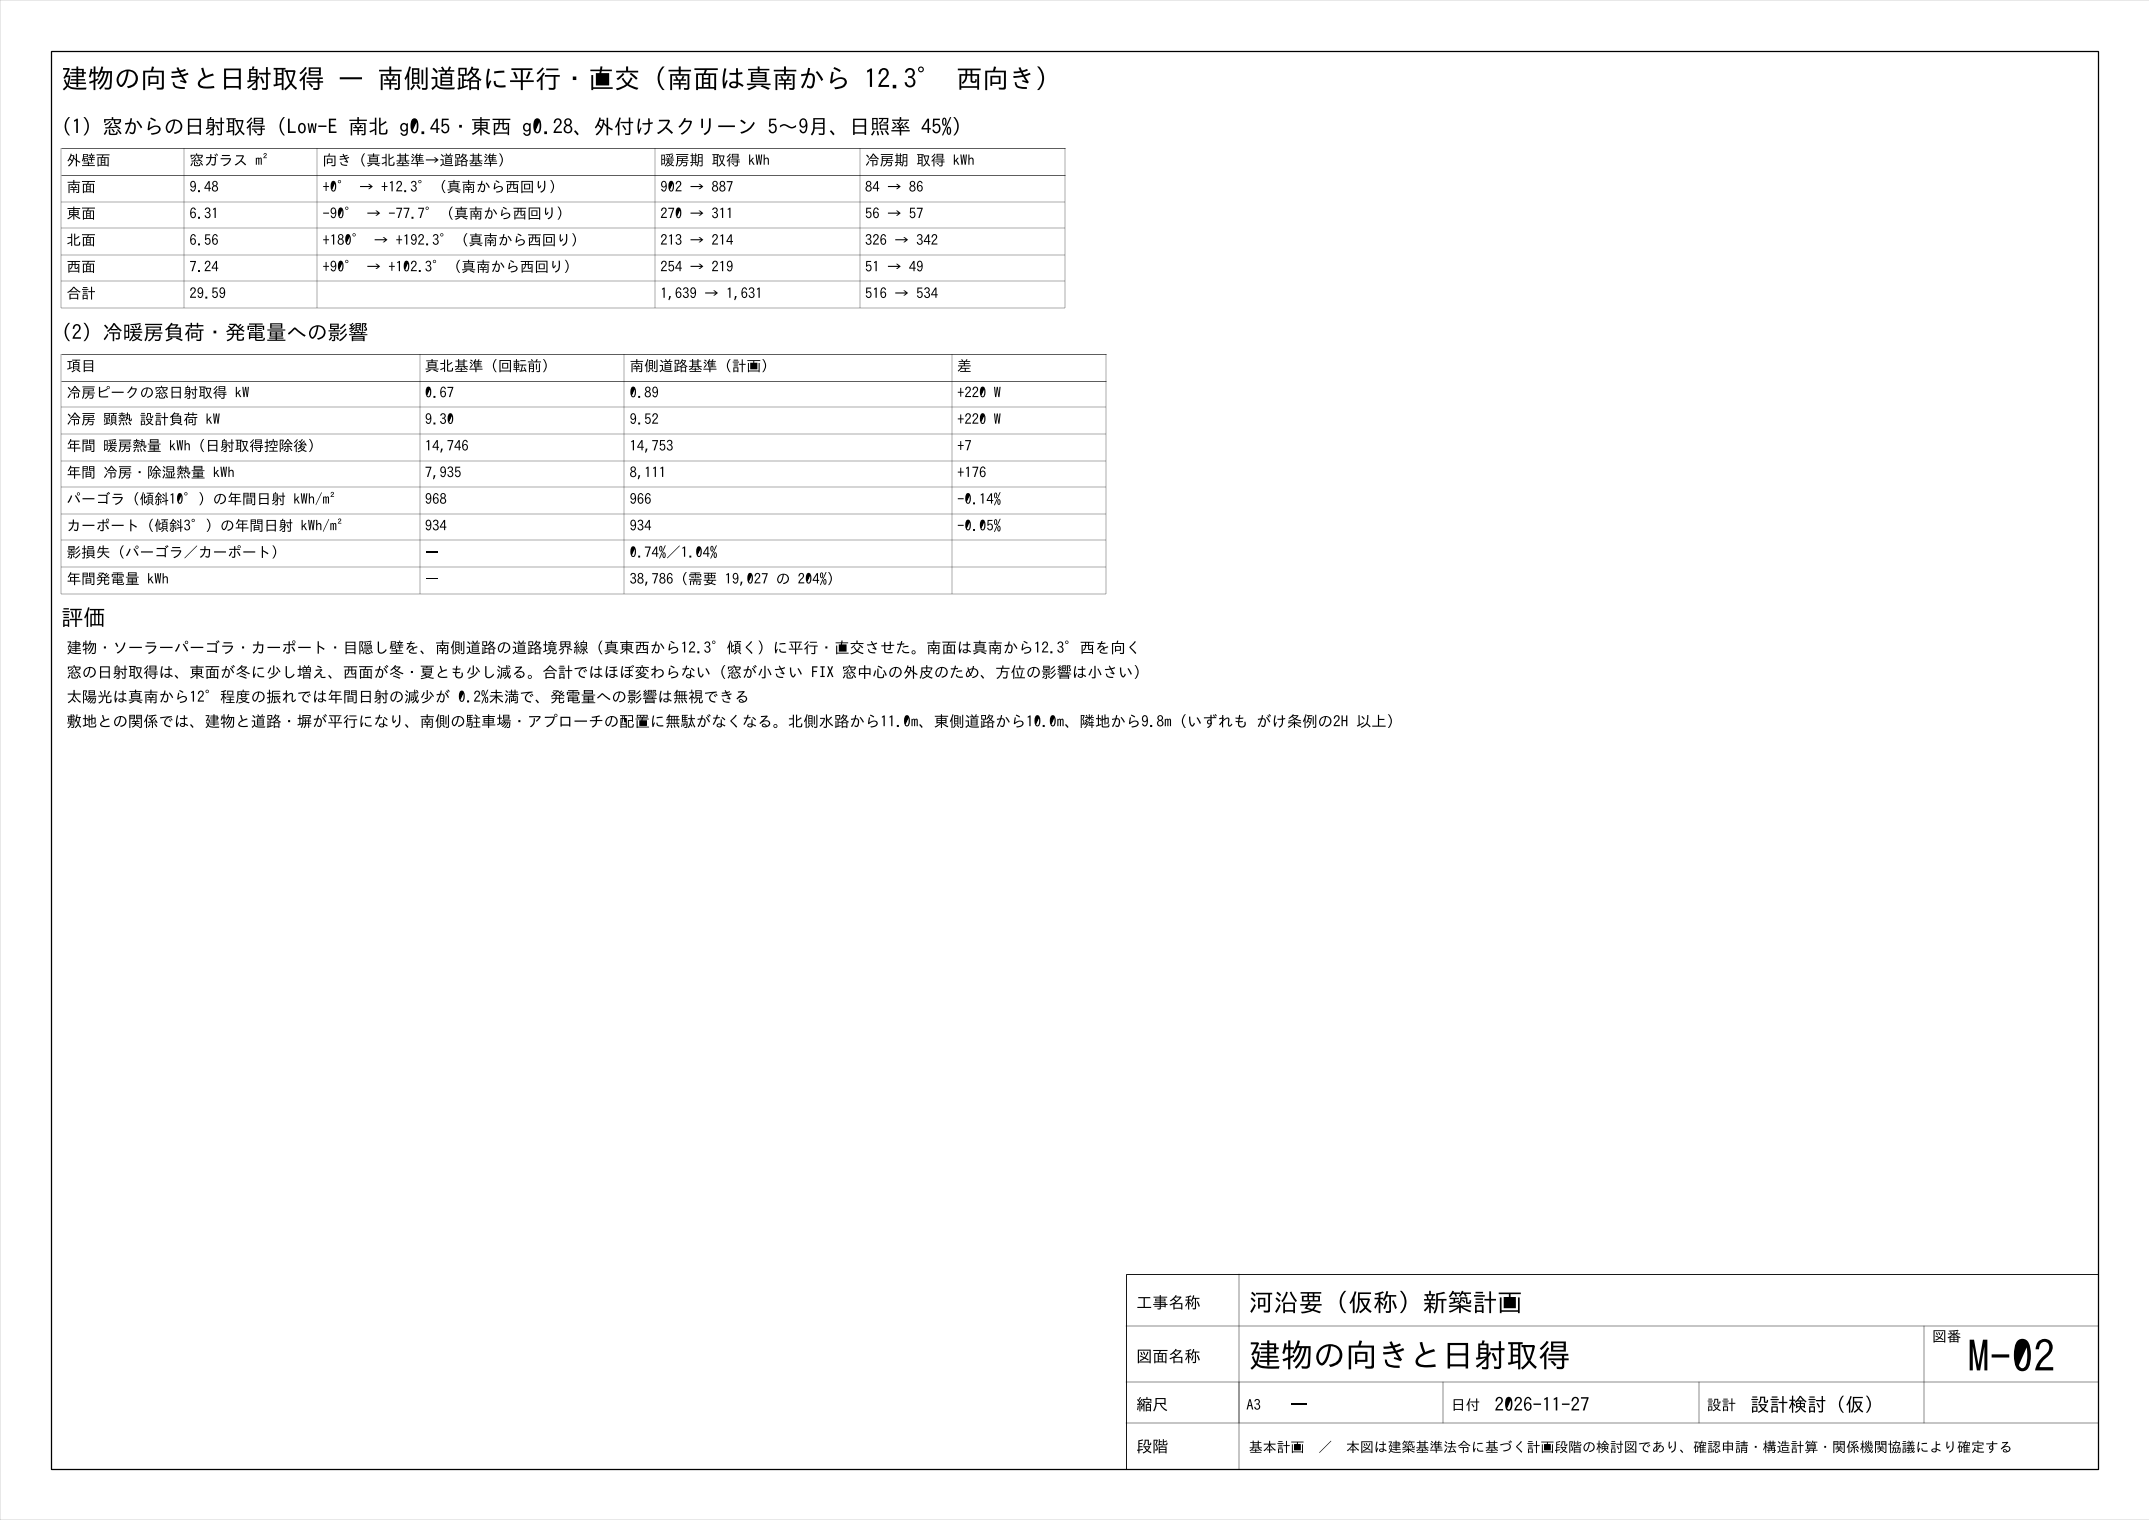 建物の向きと日射取得 ― 南側道路に平行・直交（南面は真南から 12.3° 西向き）
(1) 窓からの日射取得（Low-E 南北 g0.45・東西 g0.28、外付けスクリーン 5～9月、日照率 45%）
外壁面 窓ガラス ㎡ 向き（真北基準→道路基準） 暖房期 取得 kWh 冷房期 取得 kWh
南面 9.48 +0° → +12.3°（真南から西回り） 902 → 887 84 → 86
東面 6.31 -90° → -77.7°（真南から西回り） 270 → 311 56 → 57
北面 6.56 +180° → +192.3°（真南から西回り） 213 → 214 326 → 342
西面 7.24 +90° → +102.3°（真南から西回り） 254 → 219 51 → 49
合計 29.59 1,639 → 1,631 516 → 534
(2) 冷暖房負荷・発電量への影響
項目 真北基準（回転前） 南側道路基準（計画） 差
冷房ピークの窓日射取得 kW 0.67 0.89 +220 W
冷房 顕熱 設計負荷 kW 9.30 9.52 +220 W
年間 暖房熱量 kWh（日射取得控除後） 14,746 14,753 +7
年間 冷房・除湿熱量 kWh 7,935 8,111 +176
パーゴラ（傾斜10°）の年間日射 kWh/㎡ 968 966 -0.14%
カーポート（傾斜3°）の年間日射 kWh/㎡ 934 934 -0.05%
影損失（パーゴラ／カーポート） ― 0.74%／1.04%
年間発電量 kWh ― 38,786（需要 19,027 の 204%）
評価
建物・ソーラーパーゴラ・カーポート・目隠し壁を、南側道路の道路境界線（真東西から12.3° 傾く）に平行・直交させた。南面は真南から12.3° 西を向く
窓の日射取得は、東面が冬に少し増え、西面が冬・夏とも少し減る。合計ではほぼ変わらない（窓が小さい FIX 窓中心の外皮のため、方位の影響は小さい）
太陽光は真南から12° 程度の振れでは年間日射の減少が 0.2%未満で、発電量への影響は無視できる
敷地との関係では、建物と道路・塀が平行になり、南側の駐車場・アプローチの配置に無駄がなくなる。北側水路から11.0m、東側道路から10.0m、隣地から9.8m（いずれも がけ条例の2H 以上）
工事名称 河沿要（仮称）新築計画
図面名称 建物の向きと日射取得 図番 M-02
縮尺 A3 ― 日付 2026-11-27 設計 設計検討（仮）
段階 基本計画 ／ 本図は建築基準法令に基づく計画段階の検討図であり、確認申請・構造計算・関係機関協議により確定する